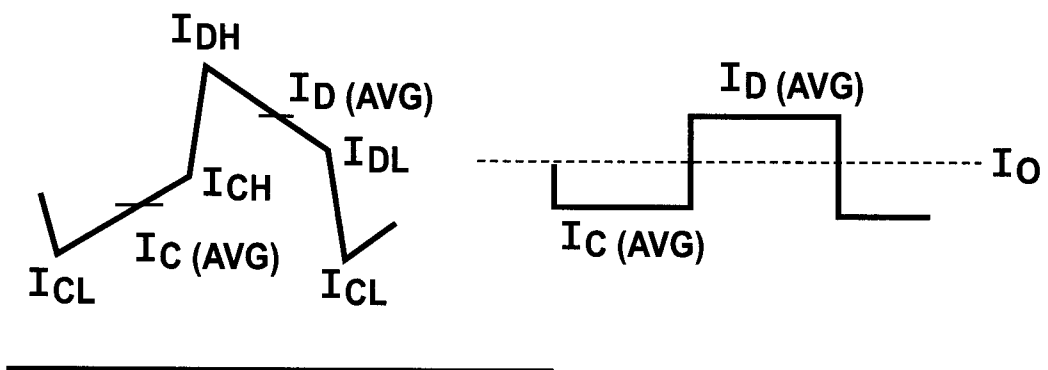 IDH
ID (AVG)
IDL
ICH
IC (AVG)
ICL
ICL
ID (AVG)
IO
IC (AVG)